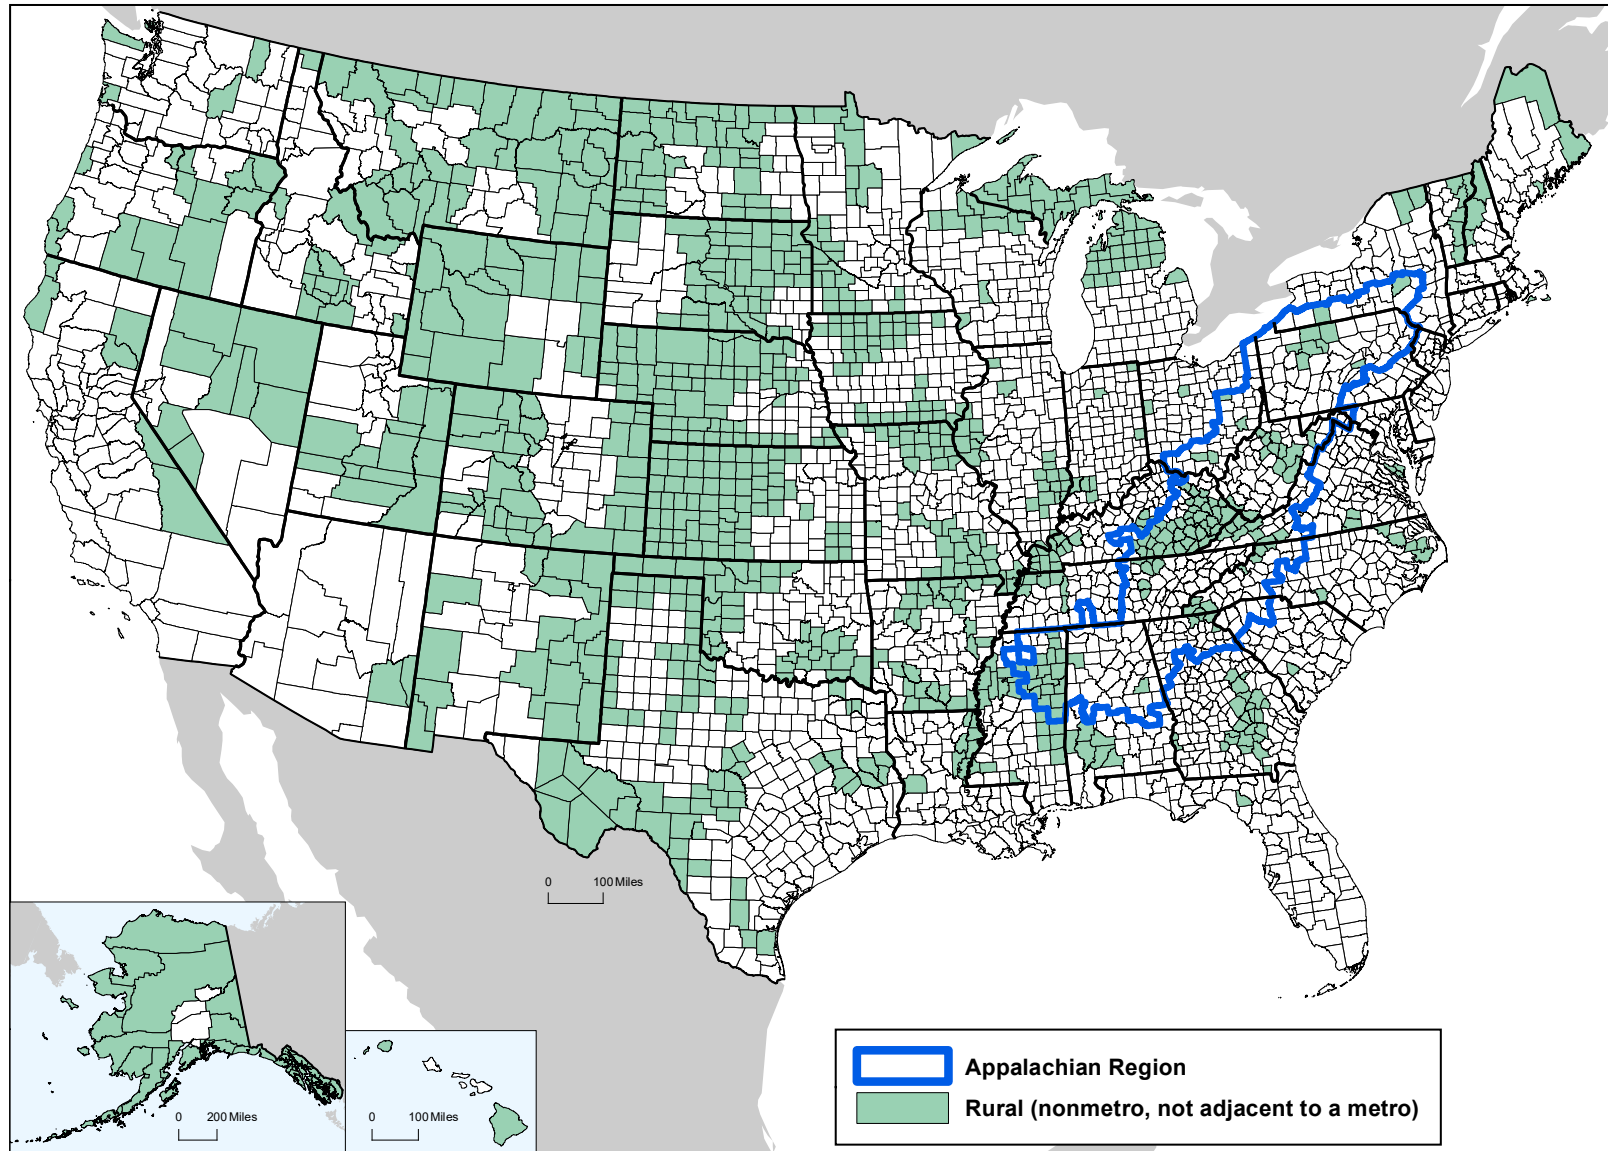 0 100 Miles
0 200 Miles
0 100 Miles
Appalachian Region
Rural (nonmetro, not adjacent to a metro)